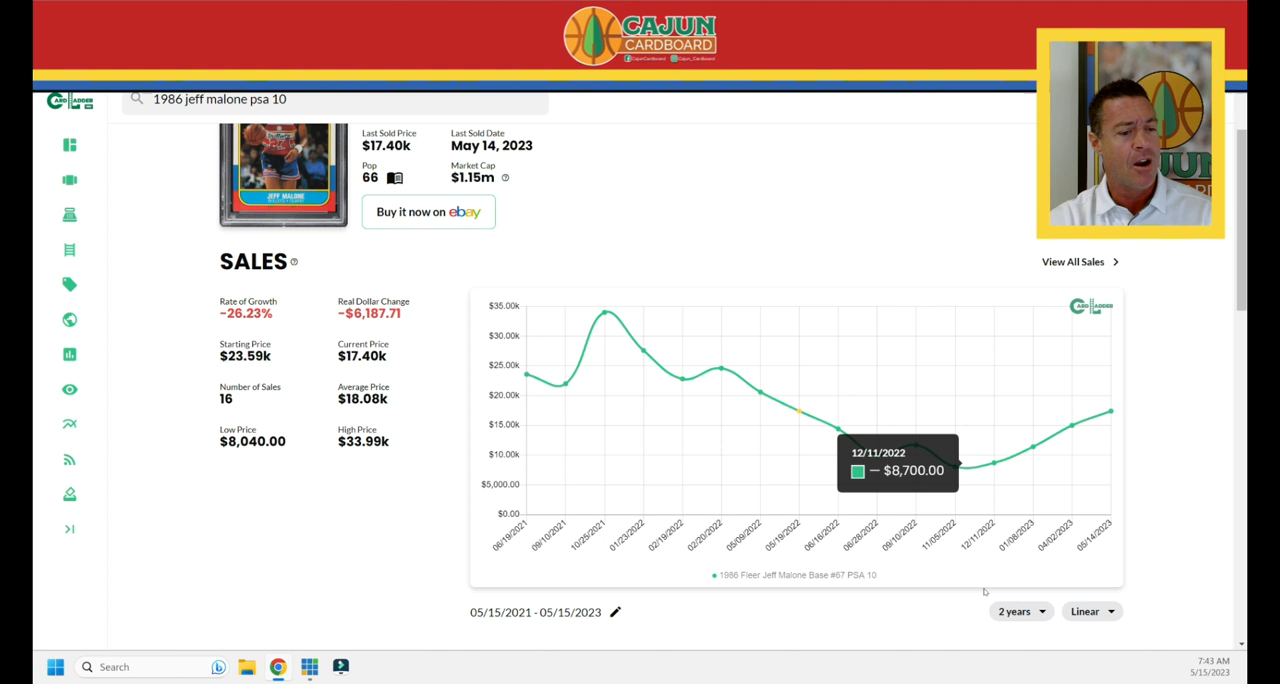 CAJUN
CARDBOARD
CajunCardboard Cajun_Cardboard
CARD LADDER
1986 jeff malone psa 10
JEFF MALONE
Last Sold Price
$17.40k
Last Sold Date
May 14, 2023
Pop
66
Market Cap
$1.15m
Buy it now on ebay
SALES
View All Sales
Rate of Growth
-26.23%
Real Dollar Change
-$6,187.71
Starting Price
$23.59k
Current Price
$17.40k
Number of Sales
16
Average Price
$18.08k
Low Price
$8,040.00
High Price
$33.99k
CARD LADDER
$35.00k
$30.00k
$25.00k
$20.00k
$15.00k
$10.00k
$5,000.00
$0.00
12/11/2022
— $8,700.00
06/19/2021
09/10/2021
10/25/2021
01/23/2022
02/19/2022
02/20/2022
05/09/2022
05/19/2022
06/16/2022
06/28/2022
09/10/2022
11/05/2022
12/11/2022
01/08/2023
04/02/2023
05/14/2023
1986 Fleer Jeff Malone Base #67 PSA 10
05/15/2021 - 05/15/2023
2 years
Linear
Search
7:43 AM
5/15/2023